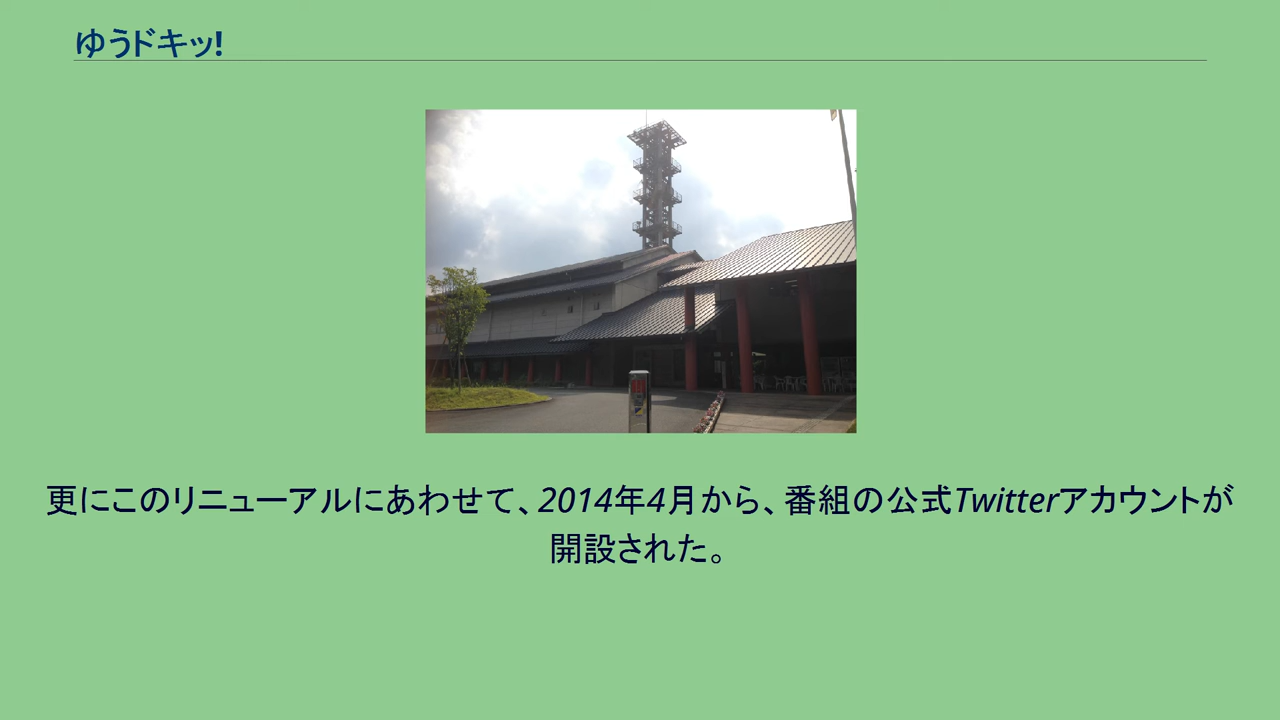 ゆうドキッ!
更にこのリニューアルにあわせて、2014年4月から、番組の公式Twitterアカウントが
開設された。